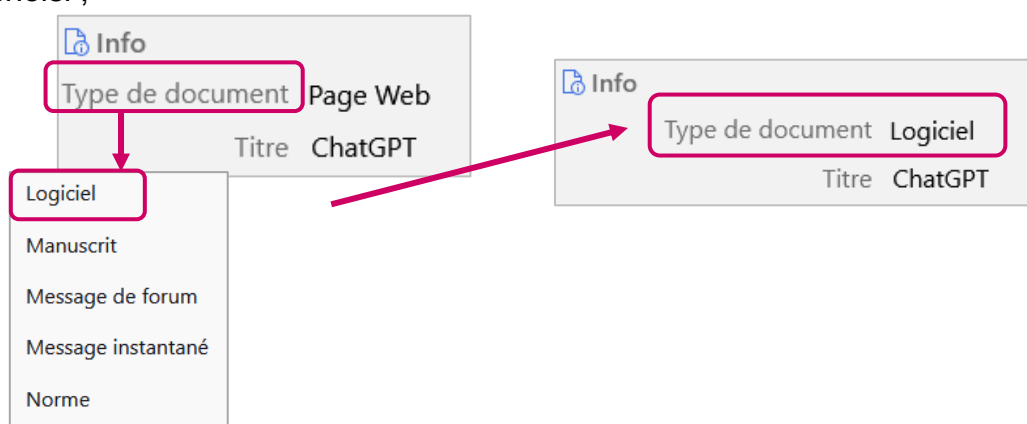 Info
Type de document Page Web
Titre ChatGPT
Logiciel
Manuscrit
Message de forum
Message instantané
Norme
Info
Type de document Logiciel
Titre ChatGPT